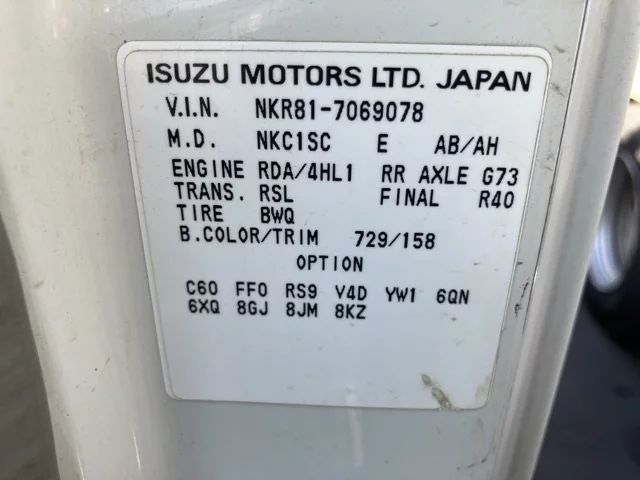 ISUZU MOTORS LTD. JAPAN
V.I.N. NKR81-7069078
M.D. NKC1SC E AB/AH
ENGINE RDA/4HL1 RR AXLE G73
TRANS. RSL FINAL R40
TIRE BWQ
B.COLOR/TRIM 729/158
OPTION
C60 FF0 RS9 V4D YW1 6QN
6XQ 8GJ 8JM 8KZ